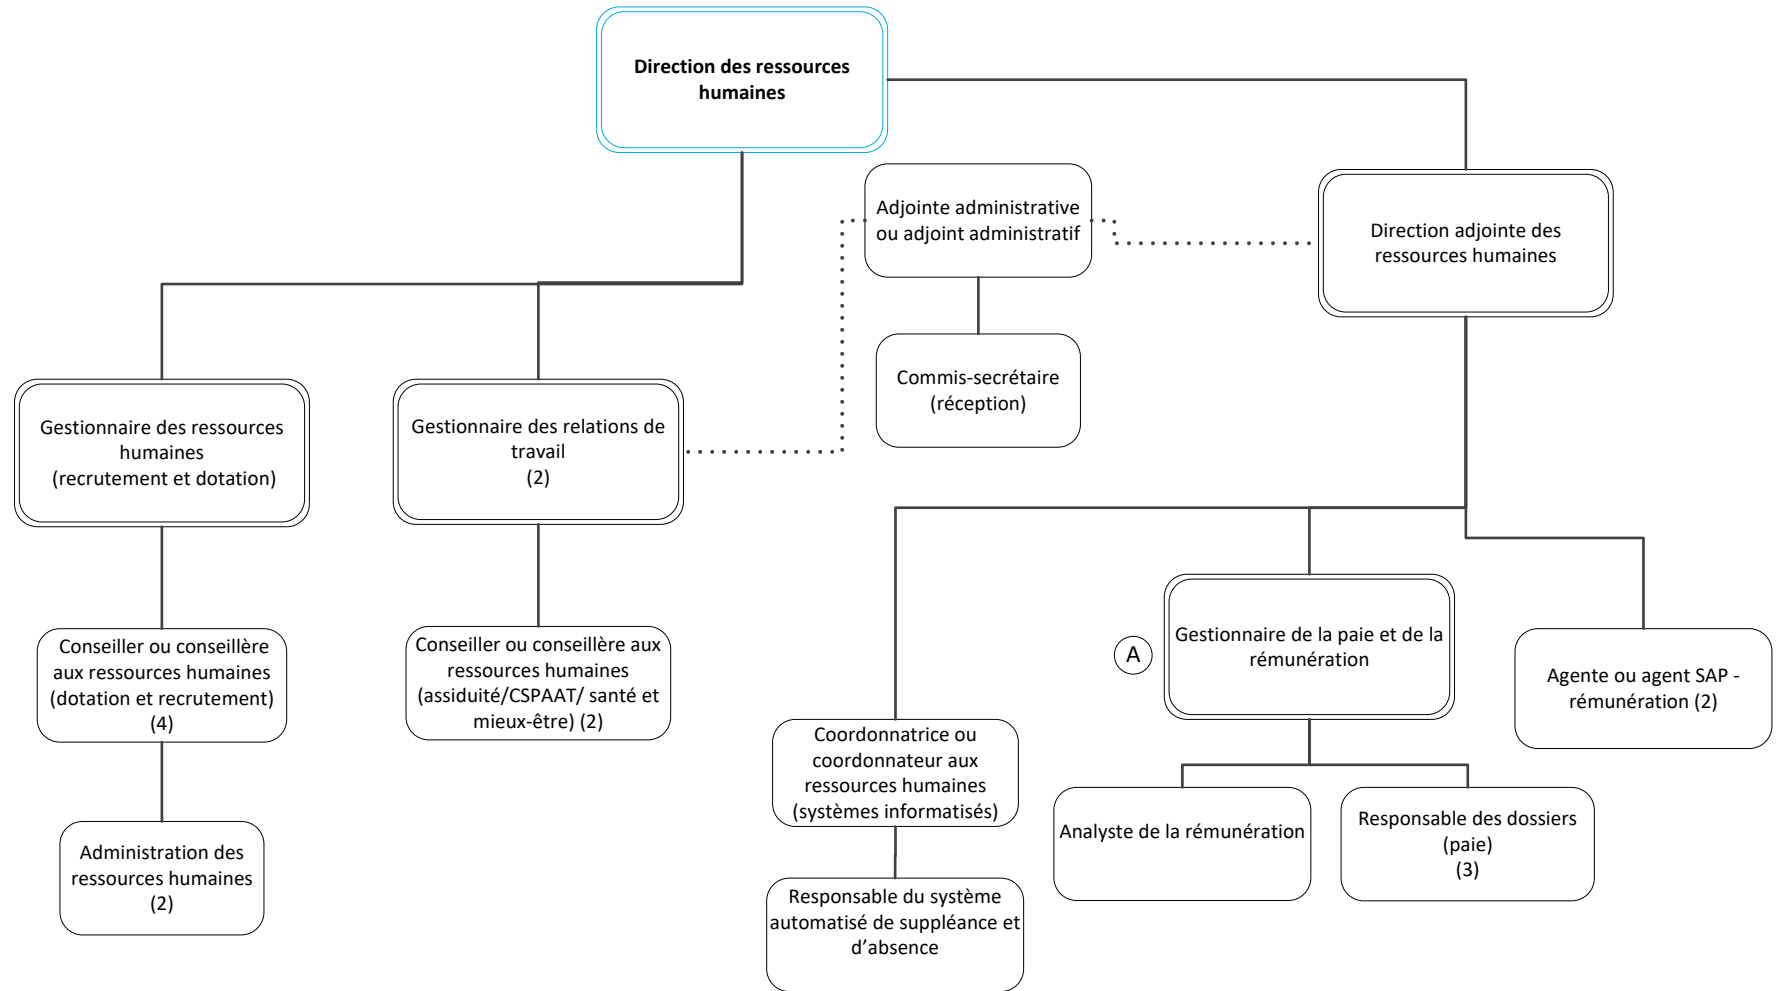 Direction des ressources
humaines
Adjointe administrative
ou adjoint administratif
Direction adjointe des
ressources humaines
Commis-secrétaire
(réception)
Gestionnaire des ressources
humaines
(recrutement et dotation)
Gestionnaire des relations de
travail
(2)
Conseiller ou conseillère
aux ressources humaines
(dotation et recrutement)
(4)
Conseiller ou conseillère aux
ressources humaines
(assiduité/CSPAAT/ santé et
mieux-être) (2)
A
Gestionnaire de la paie et de la
rémunération
Agente ou agent SAP -
rémunération (2)
Coordonnatrice ou
coordonnateur aux
ressources humaines
(systèmes informatisés)
Analyste de la rémunération
Responsable des dossiers
(paie)
(3)
Administration des
ressources humaines
(2)
Responsable du système
automatisé de suppléance et
d’absence